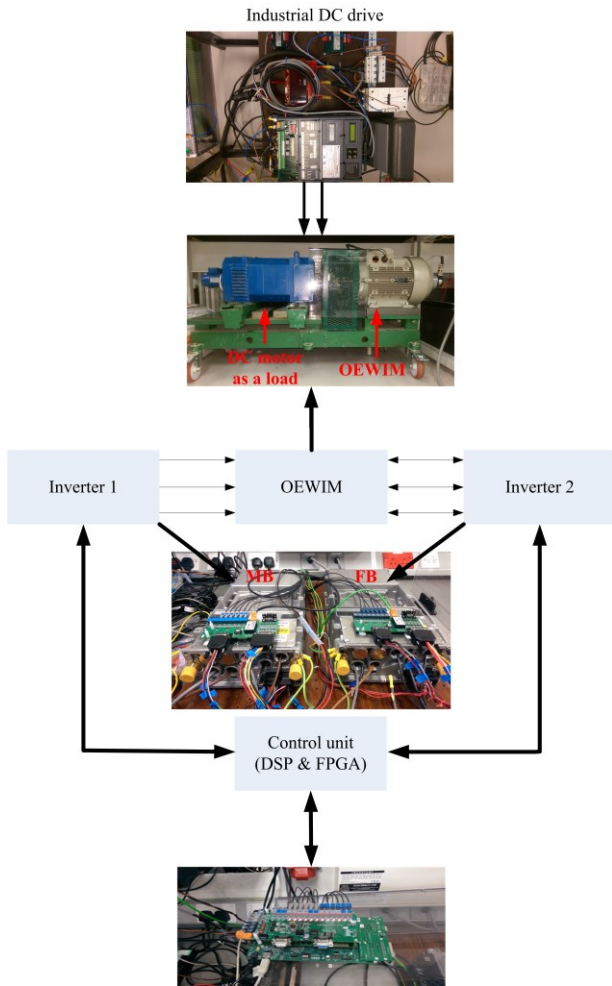 Industrial DC drive
DC motor
as a load
OEWIM
Inverter 1
OEWIM
Inverter 2
MB
FB
Control unit
(DSP & FPGA)